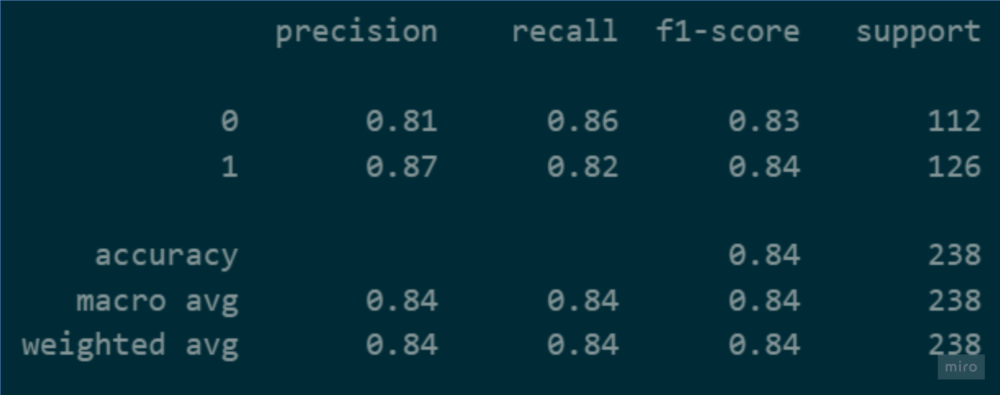 precision recall f1-score support
0 0.81 0.86 0.83 112
1 0.87 0.82 0.84 126
accuracy 0.84 238
macro avg 0.84 0.84 0.84 238
weighted avg 0.84 0.84 0.84 238
miro